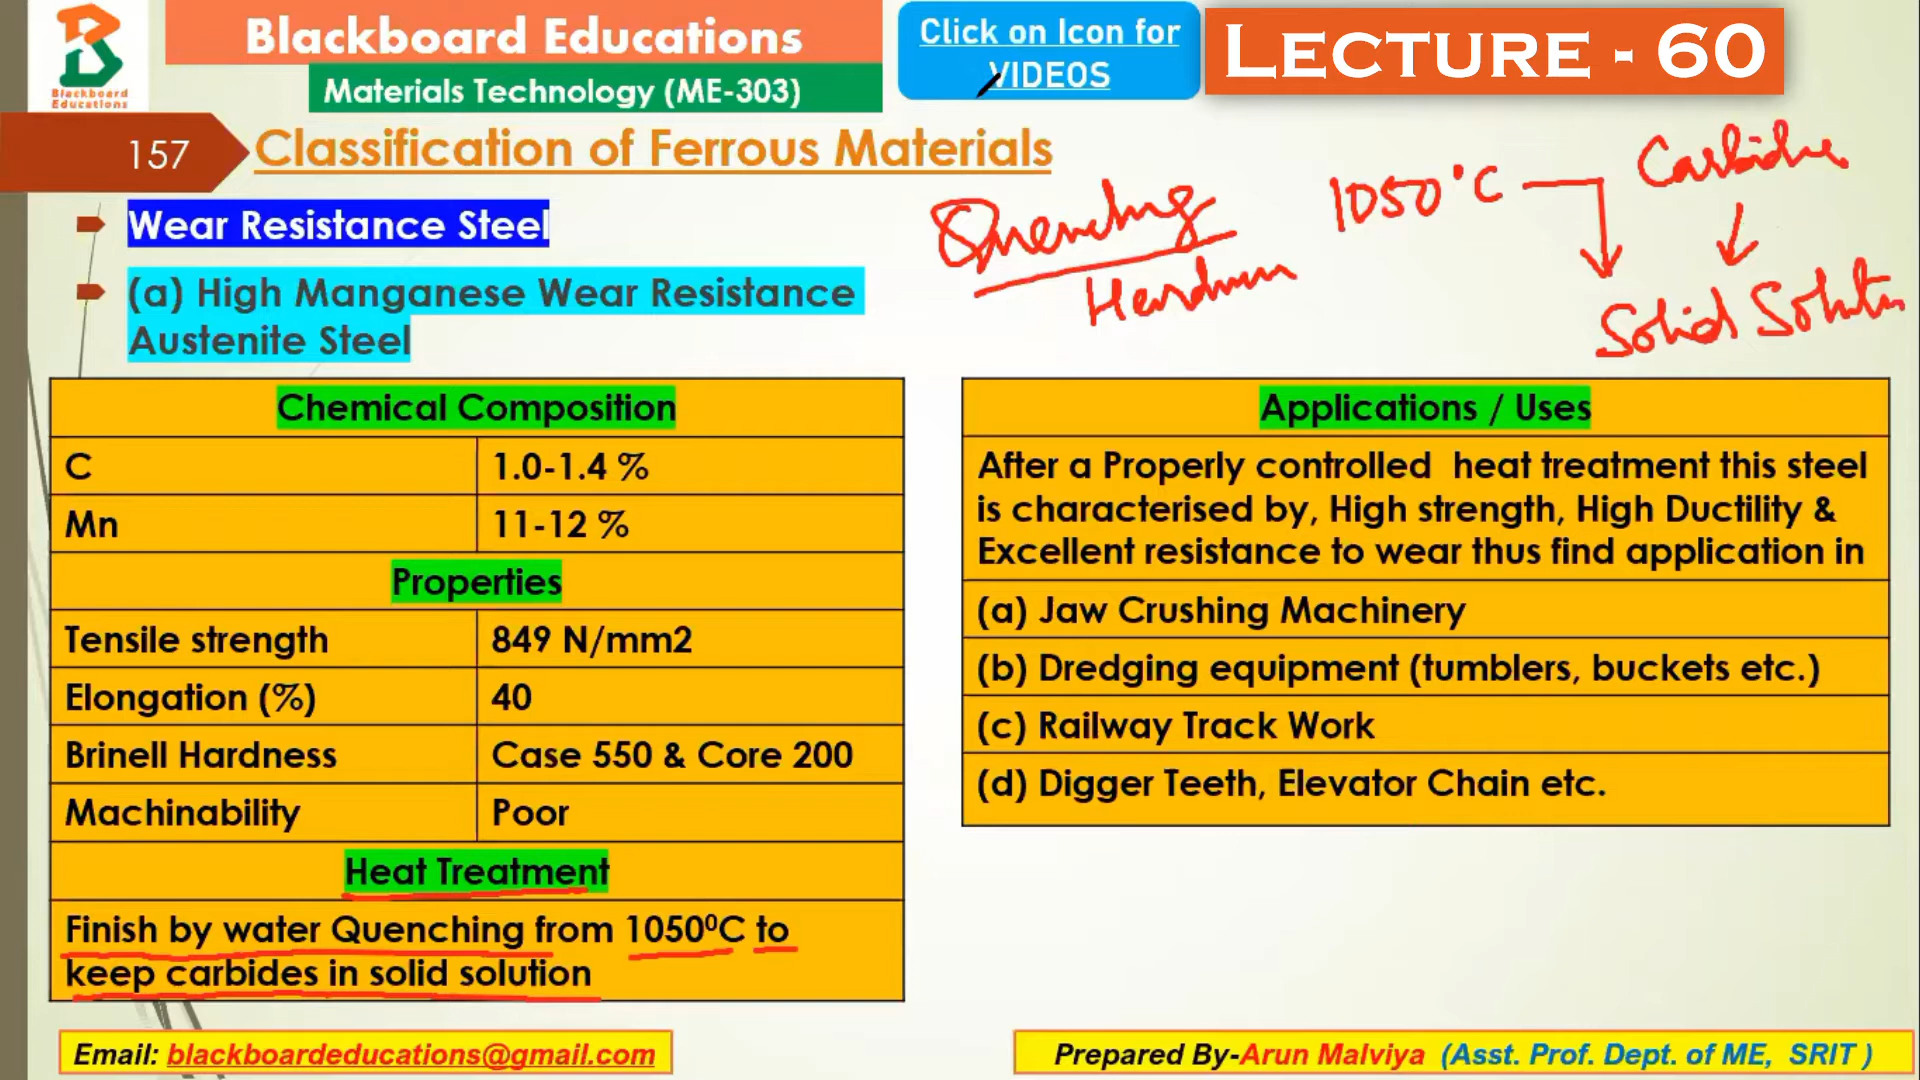 Blackboard Educations
Blackboard
Educations
Materials Technology (ME-303)
Click on Icon for
VIDEOS
LECTURE - 60
157
Classification of Ferrous Materials
Quenching
1050°C
Solid
Wear Resistance Steel
(a) High Manganese Wear Resistance
Austenite Steel
Chemical Composition
C 1.0-1.4 %
Mn 11-12 %
Properties
Tensile strength 849 N/mm2
Elongation (%) 40
Brinell Hardness Case 550 & Core 200
Machinability Poor
Heat Treatment
Finish by water Quenching from 1050⁰C to
keep carbides in solid solution
Applications / Uses
After a Properly controlled heat treatment this steel
is characterised by, High strength, High Ductility &
Excellent resistance to wear thus find application in
(a) Jaw Crushing Machinery
(b) Dredging equipment (tumblers, buckets etc.)
(c) Railway Track Work
(d) Digger Teeth, Elevator Chain etc.
Email: blackboardeducations@gmail.com
Prepared By-Arun Malviya (Asst. Prof. Dept. of ME, SRIT )